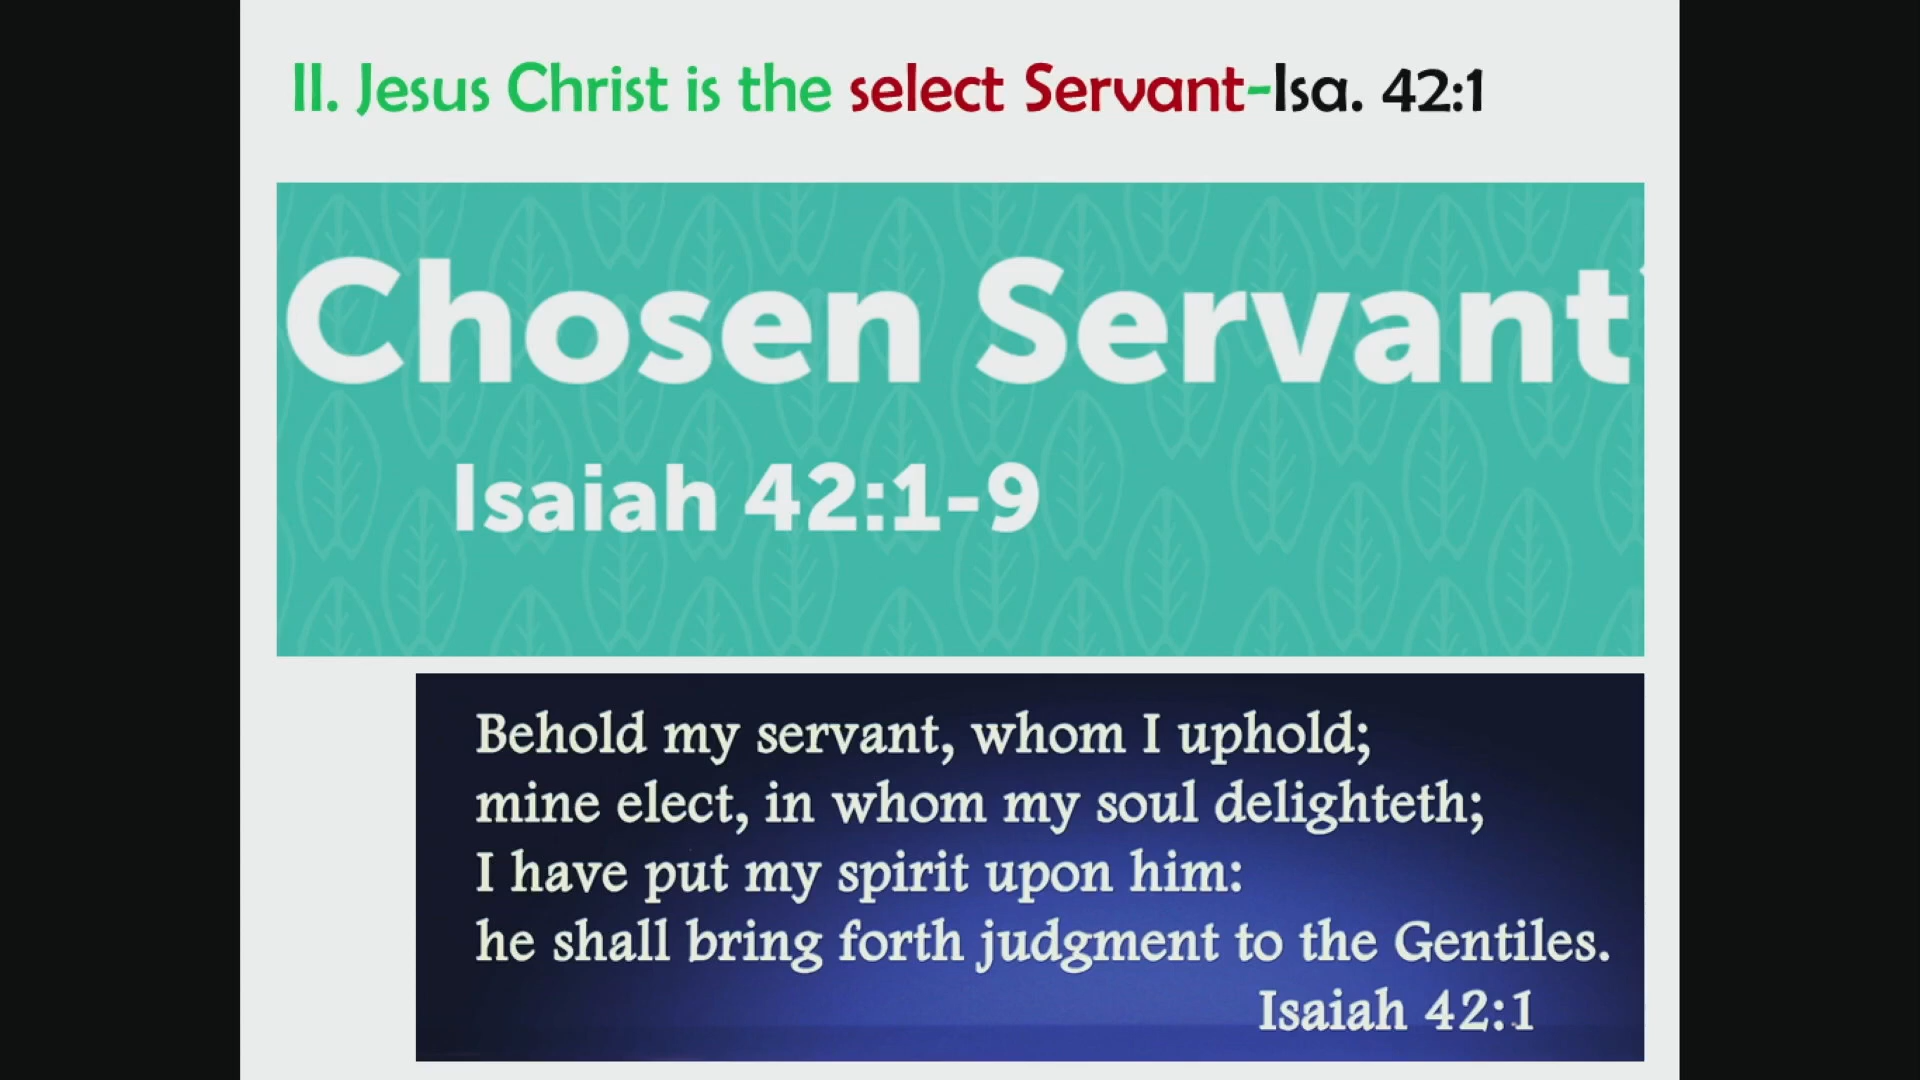 II. Jesus Christ is the select Servant-Isa. 42:1
Chosen Servant
Isaiah 42:1-9
Behold my servant, whom I uphold;
mine elect, in whom my soul delighteth;
I have put my spirit upon him:
he shall bring forth judgment to the Gentiles.
Isaiah 42:1